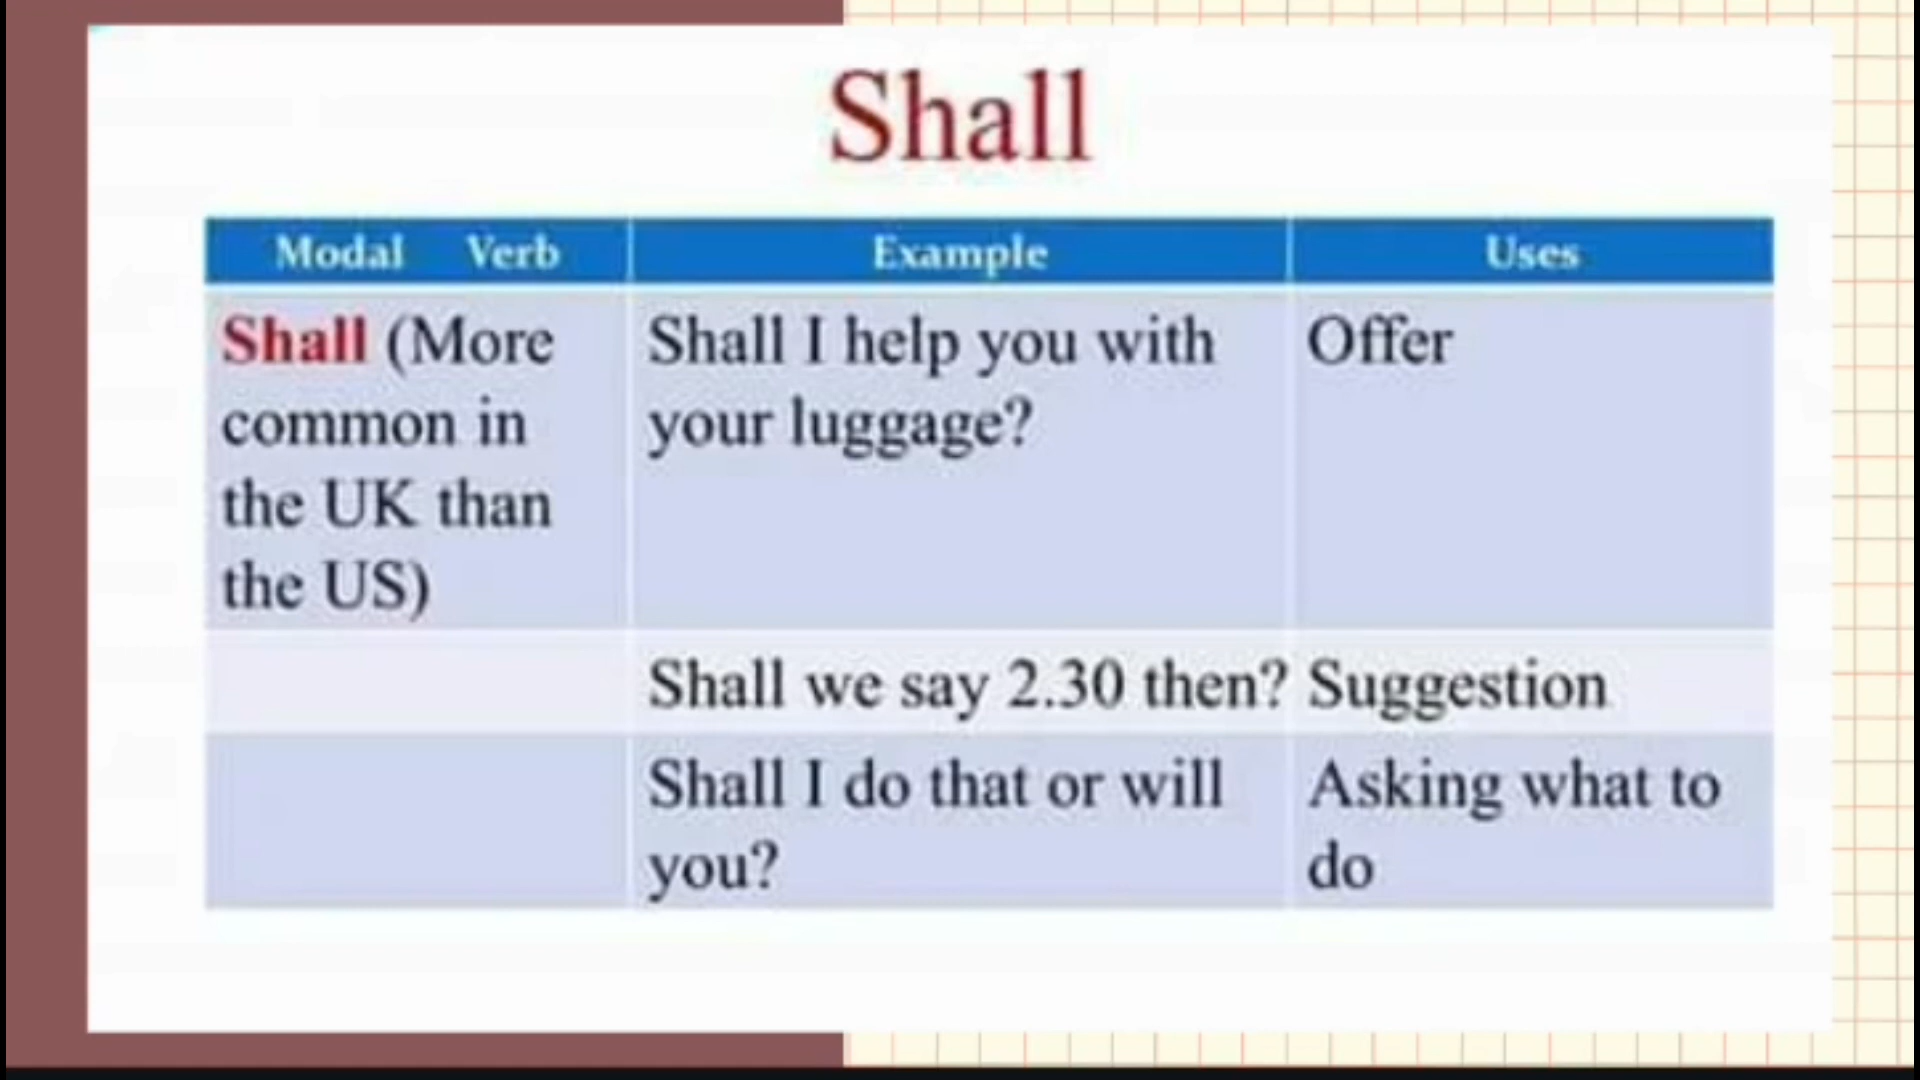 Shall
Modal Verb Example Uses
Shall (More
common in
the UK than
the US)
Shall I help you with
your luggage?
Offer
Shall we say 2.30 then?
Suggestion
Shall I do that or will
you?
Asking what to
do